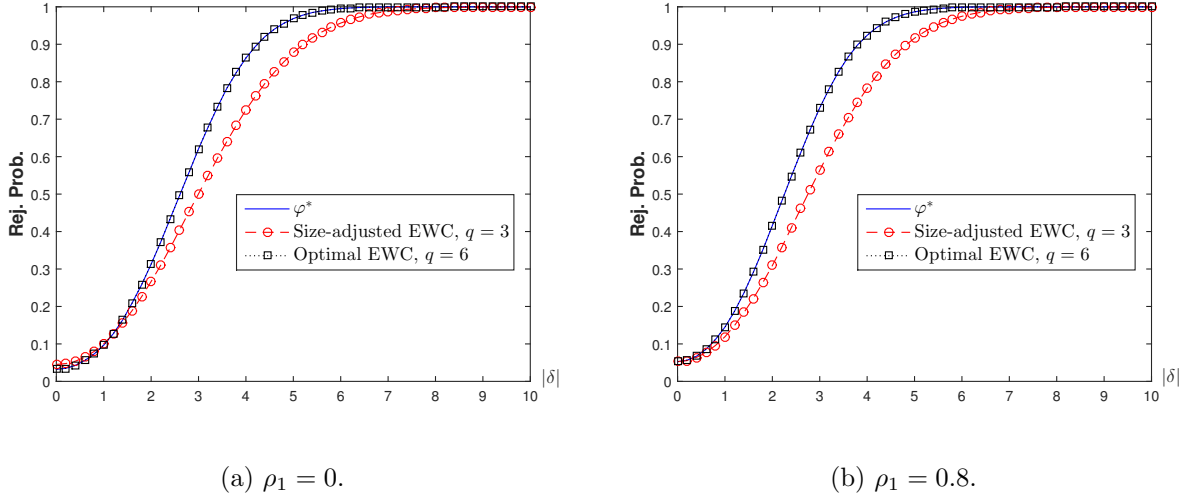 Rej. Prob.
1
0.9
0.8
0.7
0.6
0.5
0.4
0.3
0.2
0.1
0
φ*
Size-adjusted EWC, q = 3
Optimal EWC, q = 6
0 1 2 3 4 5 6 7 8 9 10
|δ|
(a) ρ₁ = 0.
Rej. Prob.
1
0.9
0.8
0.7
0.6
0.5
0.4
0.3
0.2
0.1
0
φ*
Size-adjusted EWC, q = 3
Optimal EWC, q = 6
0 1 2 3 4 5 6 7 8 9 10
|δ|
(b) ρ₁ = 0.8.